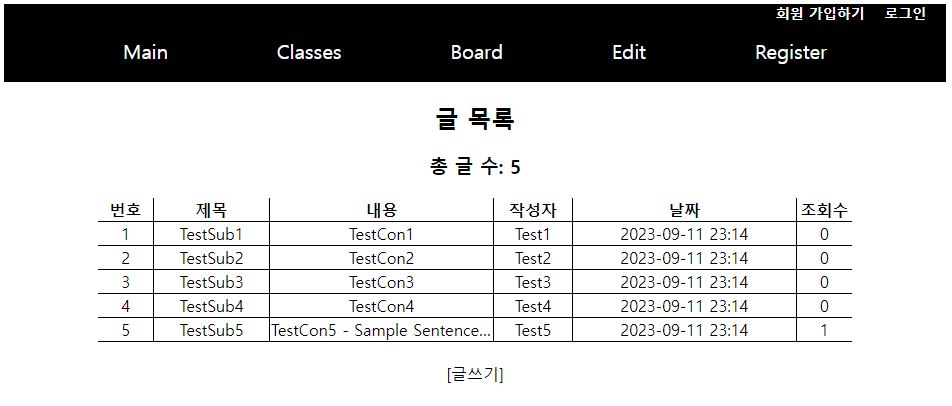 회원 가입하기 로그인
Main Classes Board Edit Register
글 목록
총 글 수: 5
번호 제목 내용 작성자 날짜 조회수
1 TestSub1 TestCon1 Test1 2023-09-11 23:14 0
2 TestSub2 TestCon2 Test2 2023-09-11 23:14 0
3 TestSub3 TestCon3 Test3 2023-09-11 23:14 0
4 TestSub4 TestCon4 Test4 2023-09-11 23:14 0
5 TestSub5 TestCon5 - Sample Sentence... Test5 2023-09-11 23:14 1
[글쓰기]